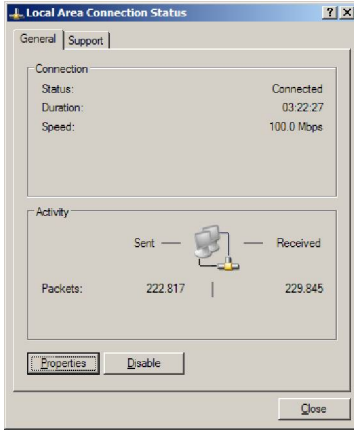 Local Area Connection Status
General Support
Connection
Status: Connected
Duration: 03:22:27
Speed: 100.0 Mbps
Activity
Sent — — Received
Packets: 222.817 | 229.845
Properties Disable
Close